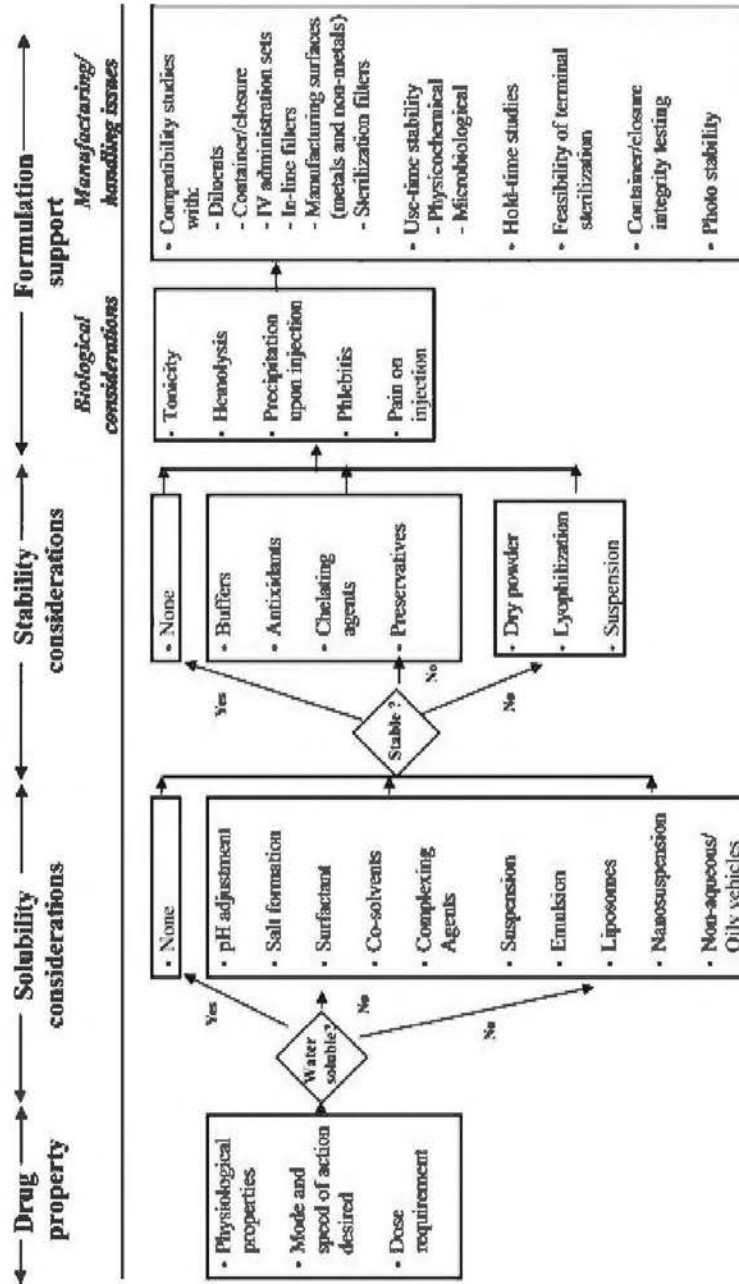 Drug
property
Solubility
considerations
Stability
considerations
Formulation
support
Biological
considerations
Manufacturing/
handling issues
• Physiological
properties
• Mode and
speed of action
desired
• Dose
requirement
Water
soluble?
Yes
No
No
• None
• pH adjustment
• Salt formation
• Surfactant
• Co-solvents
• Complexing
Agents
• Suspension
• Emulsion
• Liposomes
• Nanosuspension
• Non-aqueous/
Oily vehicles
Stable ?
Yes
No
No
• None
• Buffers
• Antixidants
• Chelating
agents
• Preservatives
• Dry powder
• Lyophilization
• Suspension
• Tonicity
• Hemolysis
• Precipitation
upon injection
• Phlebitis
• Pain on
injection
• Compatibility studies
with:
- Diluents
- Container/closure
- IV administration sets
- In-line filters
- Manufacturing surfaces
(metals and non-metals)
- Sterilization filters
• Use-time stability
- Physicochemical
- Microbiological
• Hold-time studies
• Feasibility of terminal
sterilization
• Container/closure
integrity testing
• Photo stability